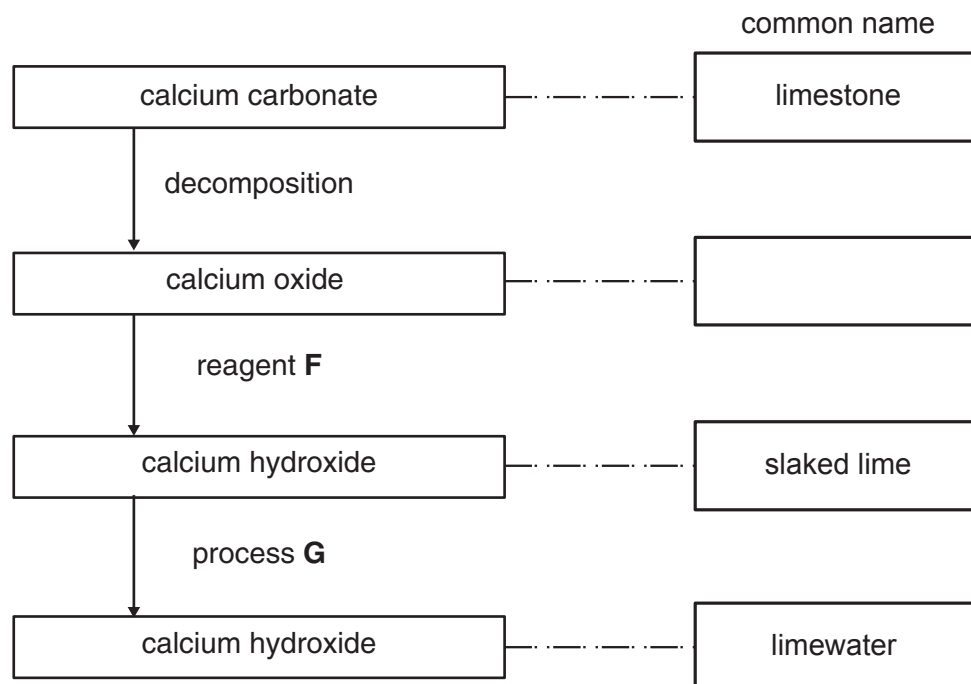 common name
calcium carbonate
limestone
decomposition
calcium oxide
reagent F
calcium hydroxide
slaked lime
process G
calcium hydroxide
limewater